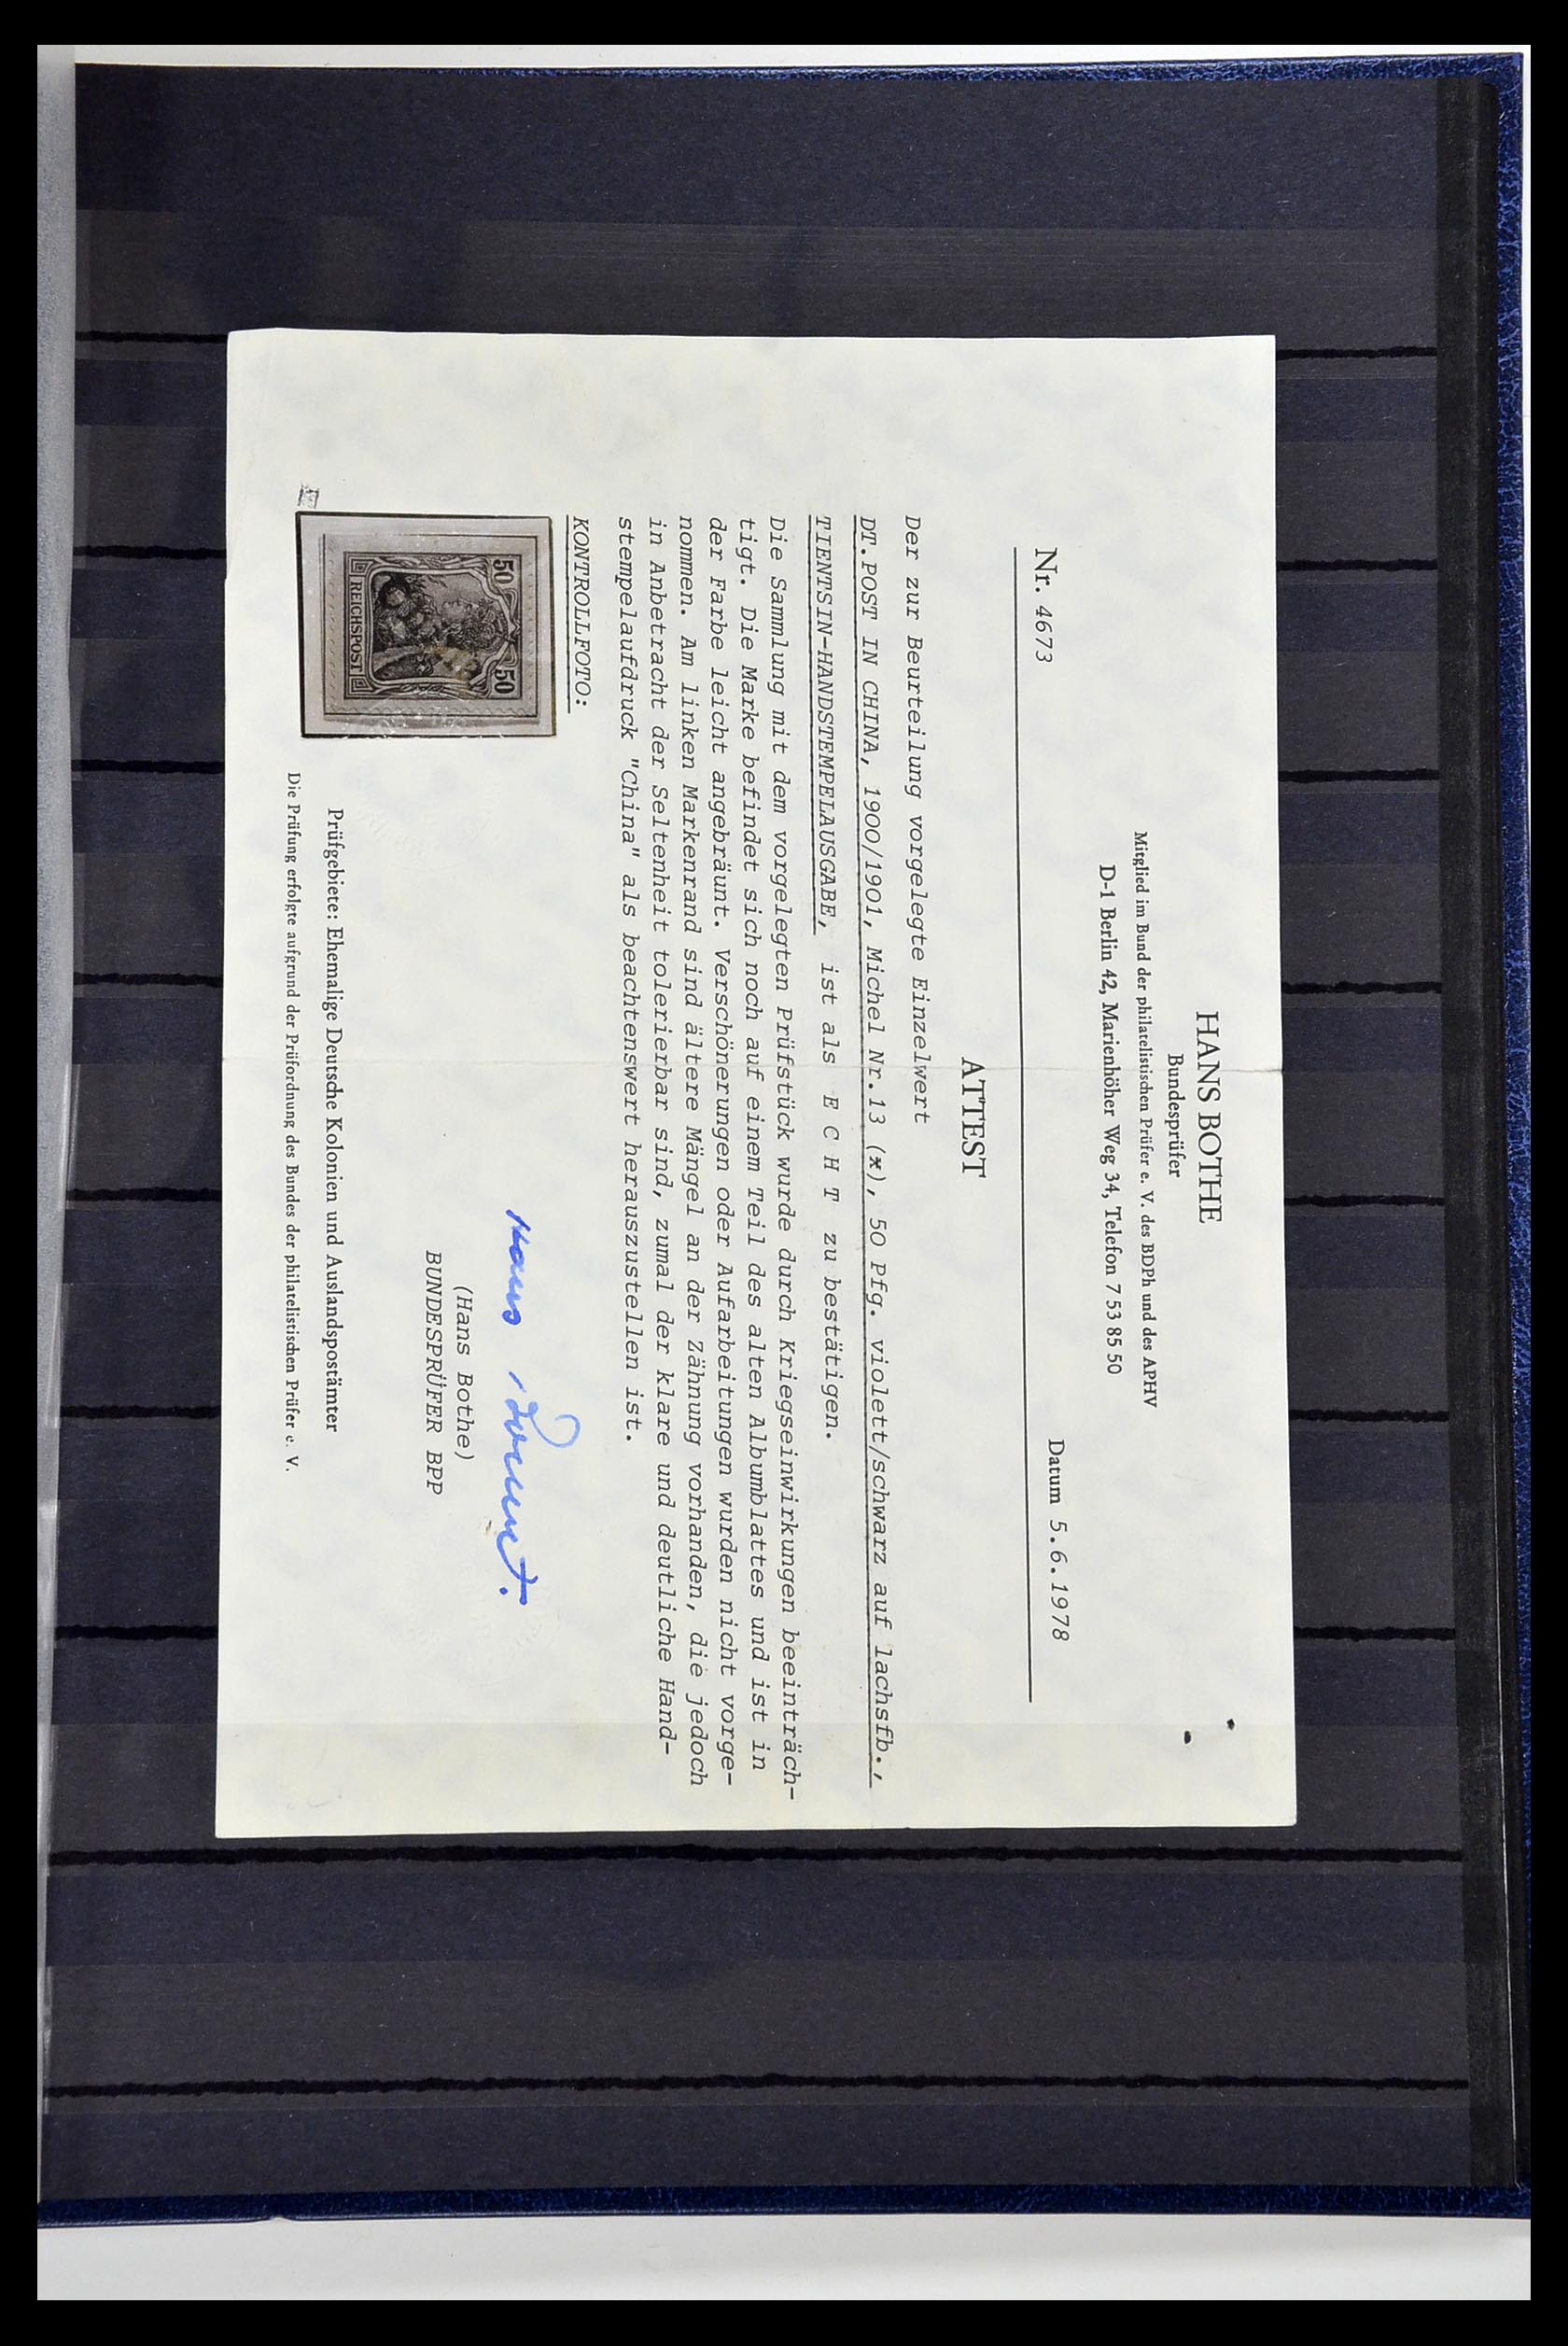 HANS BOTHE
Bundesprüfer
Mitglied im Bund der philatelistischen Prüfer e. V. des BDPh und des APHV
D-1 Berlin 42, Marienhöher Weg 34, Telefon 7 53 85 50
Nr. 4673
Datum 5.6.1978
ATTEST
Der zur Beurteilung vorgelegte Einzelwert
DT.POST IN CHINA, 1900/1901, Michel Nr.13 (*), 50 Pfg. violett/schwarz auf lachsfb.,
TIENTSIN-HANDSTEMPELAUSGABE, ist als E C H T zu bestätigen.
Die Sammlung mit dem vorgelegten Prüfstück wurde durch Kriegseinwirkungen beeinträch-
tigt. Die Marke befindet sich noch auf einem Teil des alten Albumblattes und ist in
der Farbe leicht angebräunt. Verschönerungen oder Aufarbeitungen wurden nicht vorge-
nommen. Am linken Markenrand sind ältere Mängel an der Zähnung vorhanden, die jedoch
in Anbetracht der Seltenheit tolerierbar sind, zumal der klare und deutliche Hand-
stempelaufdruck "China" als beachtenswert herauszustellen ist.
KONTROLLFOTO:
50 50
REICHSPOST
Hans Bothe
(Hans Bothe)
BUNDESPRÜFER BPP
Prüfgebiete: Ehemalige Deutsche Kolonien und Auslandspostämter
Die Prüfung erfolgte aufgrund der Prüfordnung des Bundes der philatelistischen Prüfer e. V.